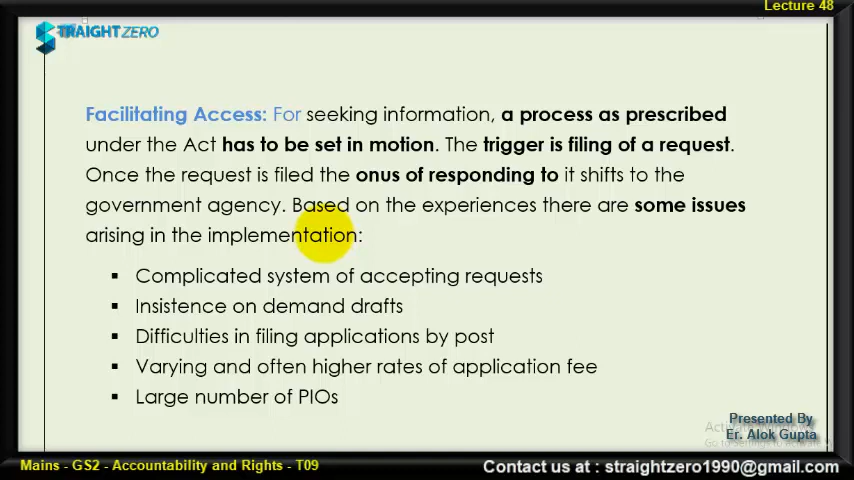 Lecture 48
STRAIGHTZERO
Facilitating Access: For seeking information, a process as prescribed
under the Act has to be set in motion. The trigger is filing of a request.
Once the request is filed the onus of responding to it shifts to the
government agency. Based on the experiences there are some issues
arising in the implementation:
▪ Complicated system of accepting requests
▪ Insistence on demand drafts
▪ Difficulties in filing applications by post
▪ Varying and often higher rates of application fee
▪ Large number of PIOs
Presented By
Er. Alok Gupta
Mains - GS2 - Accountability and Rights - T09
Contact us at : straightzero1990@gmail.com